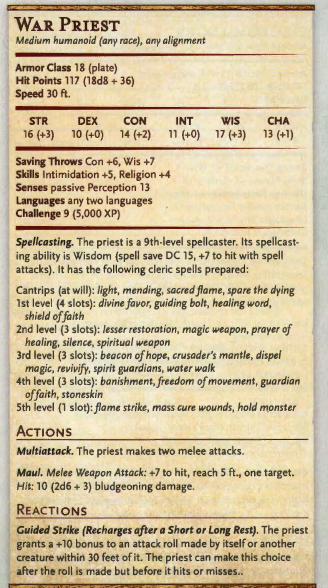 WAR PRIEST
Medium humanoid (any race), any alignment
Armor Class 18 (plate)
Hit Points 117 (18d8 + 36)
Speed 30 ft.
STR DEX CON INT WIS CHA
16 (+3) 10 (+0) 14 (+2) 11 (+0) 17 (+3) 13 (+1)
Saving Throws Con +6, Wis +7
Skills Intimidation +5, Religion +4
Senses passive Perception 13
Languages any two languages
Challenge 9 (5,000 XP)
Spellcasting. The priest is a 9th-level spellcaster. Its spellcast-
ing ability is Wisdom (spell save DC 15, +7 to hit with spell
attacks). It has the following cleric spells prepared:
Cantrips (at will): light, mending, sacred flame, spare the dying
1st level (4 slots): divine favor, guiding bolt, healing word,
shield of faith
2nd level (3 slots): lesser restoration, magic weapon, prayer of
healing, silence, spiritual weapon
3rd level (3 slots): beacon of hope, crusader's mantle, dispel
magic, revivify, spirit guardians, water walk
4th level (3 slots): banishment, freedom of movement, guardian
of faith, stoneskin
5th level (1 slot): flame strike, mass cure wounds, hold monster
ACTIONS
Multiattack. The priest makes two melee attacks.
Maul. Melee Weapon Attack: +7 to hit, reach 5 ft., one target.
Hit: 10 (2d6 + 3) bludgeoning damage.
REACTIONS
Guided Strike (Recharges after a Short or Long Rest). The priest
grants a +10 bonus to an attack roll made by itself or another
creature within 30 feet of it. The priest can make this choice
after the roll is made but before it hits or misses..